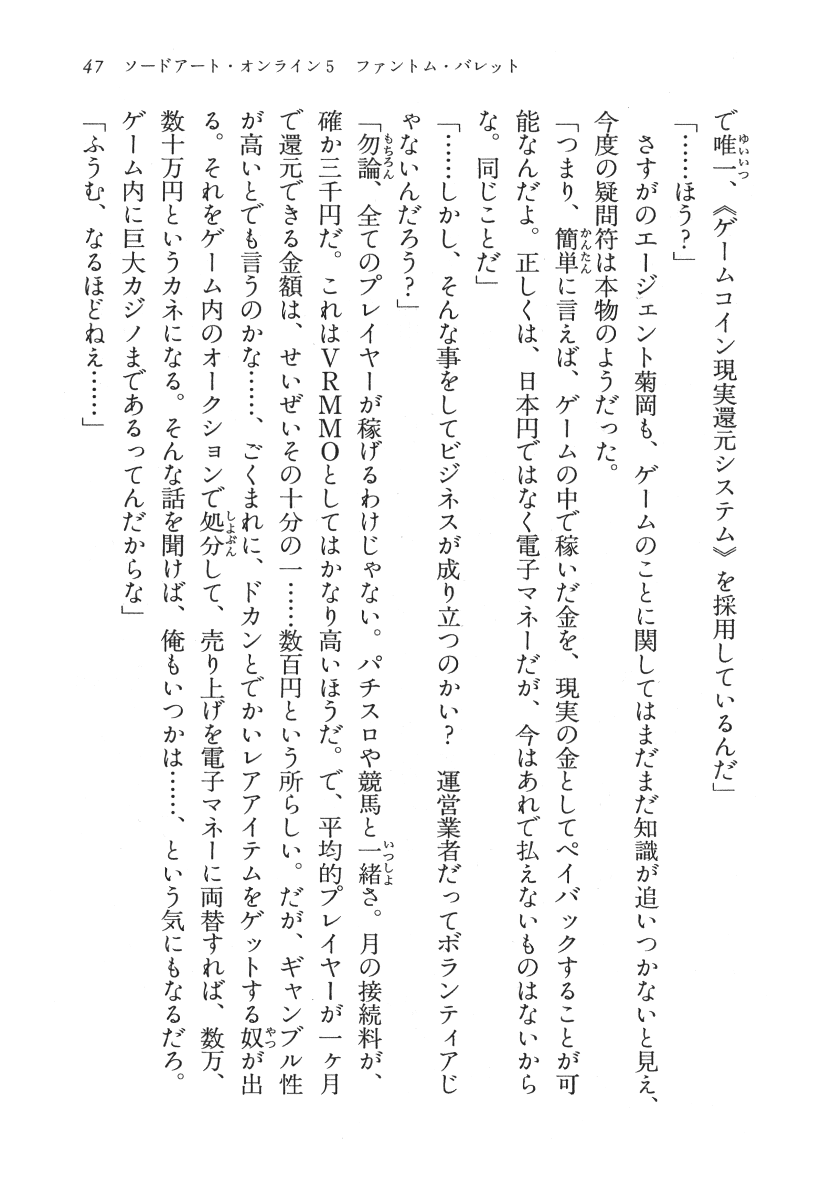 47 ソードアート・オンライン5 ファントム・バレット
で唯一、《ゲームコイン現実還元システム》を採用しているんだ」
「……ほう？」
さすがのエージェント菊岡も、ゲームのことに関してはまだまだ知識が追いつかないと見え、
今度の疑問符は本物のようだった。
「つまり、簡単に言えば、ゲームの中で稼いだ金を、現実の金としてペイバックすることが可
能なんだよ。正しくは、日本円ではなく電子マネーだが、今はあれで払えないものはないから
な。同じことだ」
「……しかし、そんな事をしてビジネスが成り立つのかい？　運営業者だってボランティアじ
ゃないんだろう？」
「勿論、全てのプレイヤーが稼げるわけじゃない。パチスロや競馬と一緒さ。月の接続料が、
確か三千円だ。これはＶＲＭＭＯとしてはかなり高いほうだ。で、平均的プレイヤーが一ヶ月
で還元できる金額は、せいぜいその十分の一……数百円という所らしい。だが、ギャンブル性
が高いとでも言うのかな……、ごくまれに、ドカンとでかいレアアイテムをゲットする奴が出
る。それをゲーム内のオークションで処分して、売り上げを電子マネーに両替すれば、数万、
数十万円というカネになる。そんな話を聞けば、俺もいつかは……、という気にもなるだろ。
ゲーム内に巨大カジノまであるってんだからな」
「ふうむ、なるほどねえ……」